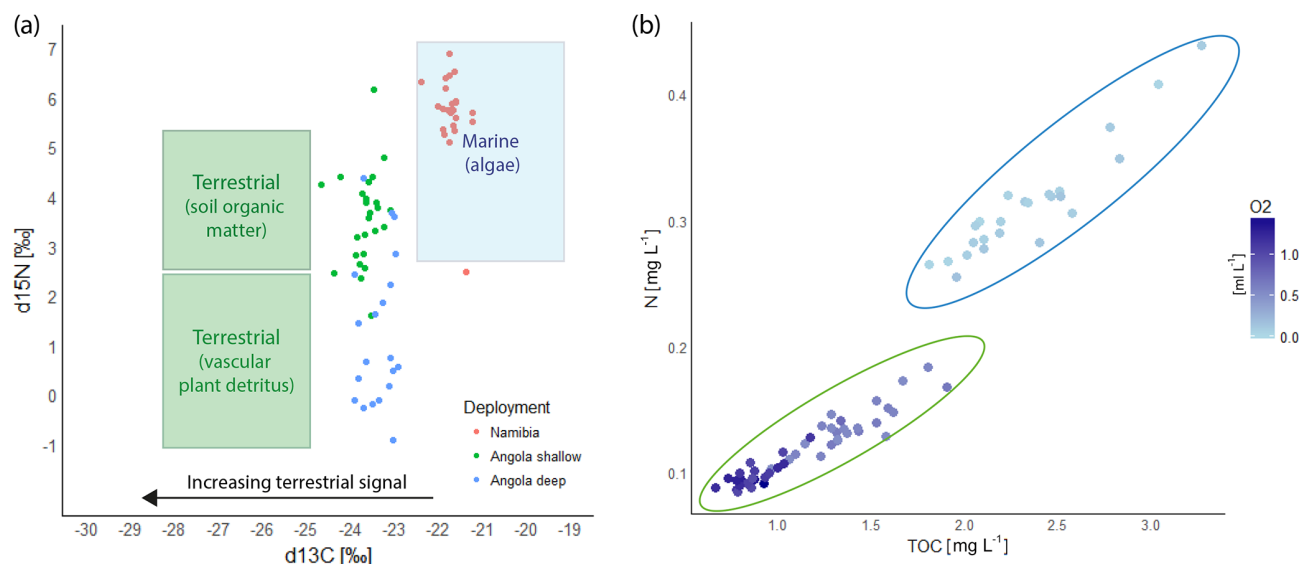 (a)
d15N [‰]
7
6
5
4
3
2
1
0
-1
Terrestrial
(soil organic
matter)
Terrestrial
(vascular
plant detritus)
Marine
(algae)
Deployment
Namibia
Angola shallow
Angola deep
Increasing terrestrial signal
-30 -29 -28 -27 -26 -25 -24 -23 -22 -21 -20 -19
d13C [‰]
(b)
N [mg L⁻¹]
0.4
0.3
0.2
0.1
1.0 1.5 2.0 2.5 3.0
TOC [mg L⁻¹]
O2
[ml L⁻¹]
1.0
0.5
0.0